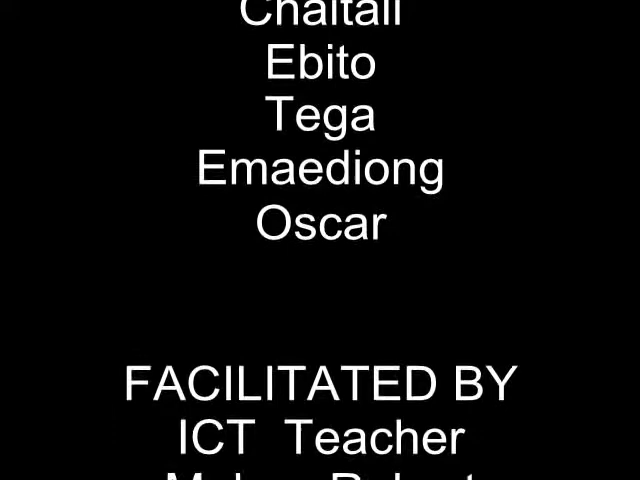 Chaitali
Ebito
Tega
Emaediong
Oscar
FACILITATED BY
ICT Teacher